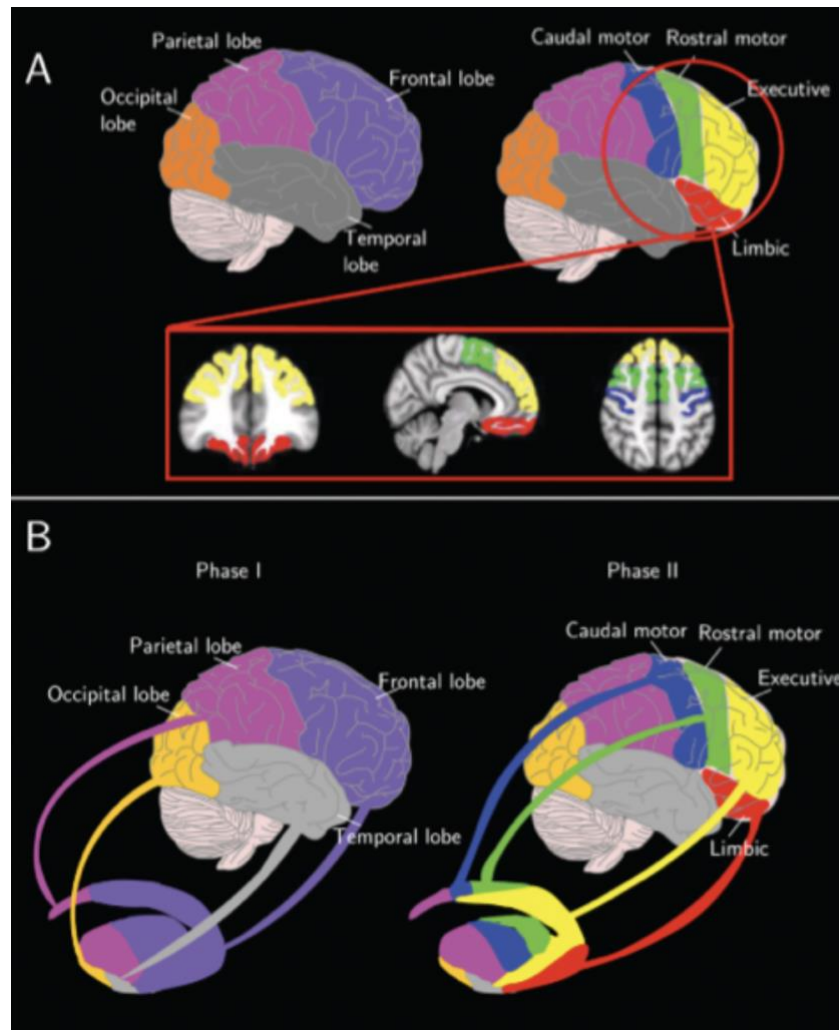 A
Parietal lobe
Frontal lobe
Occipital
lobe
Temporal
lobe
Caudal motor
Rostral motor
Executive
Limbic
B
Phase I
Parietal lobe
Frontal lobe
Occipital lobe
Temporal lobe
Phase II
Caudal motor
Rostral motor
Executive
Limbic